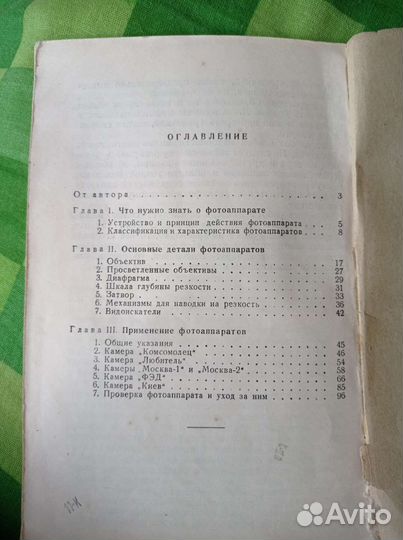 ОГЛАВЛЕНИЕ
От автора . . . 3
Глава I. Что нужно знать о фотоаппарате
1. Устройство и принцип действия фотоаппарата . . 5
2. Классификация и характеристика фотоаппаратов . 8
Глава II. Основные детали фотоаппаратов
1. Объектив . . . 17
2. Просветленные объективы . . . 27
3. Диафрагма . . . 29
4. Шкала глубины резкости . . . 31
5. Затвор . . . 33
6. Механизмы для наводки на резкость . . . 36
7. Видоискатели . . . 42
Глава III. Применение фотоаппаратов
1. Общие указания . . . 45
2. Камера „Комсомолец“ . . . 46
3. Камера „Любитель“ . . . 54
4. Камеры „Москва-1“ и „Москва-2“ . . . 58
5. Камера „ФЭД“ . . . 66
6. Камера „Киев“ . . . 85
7. Проверка фотоаппарата и уход за ним . . . 96
Avito